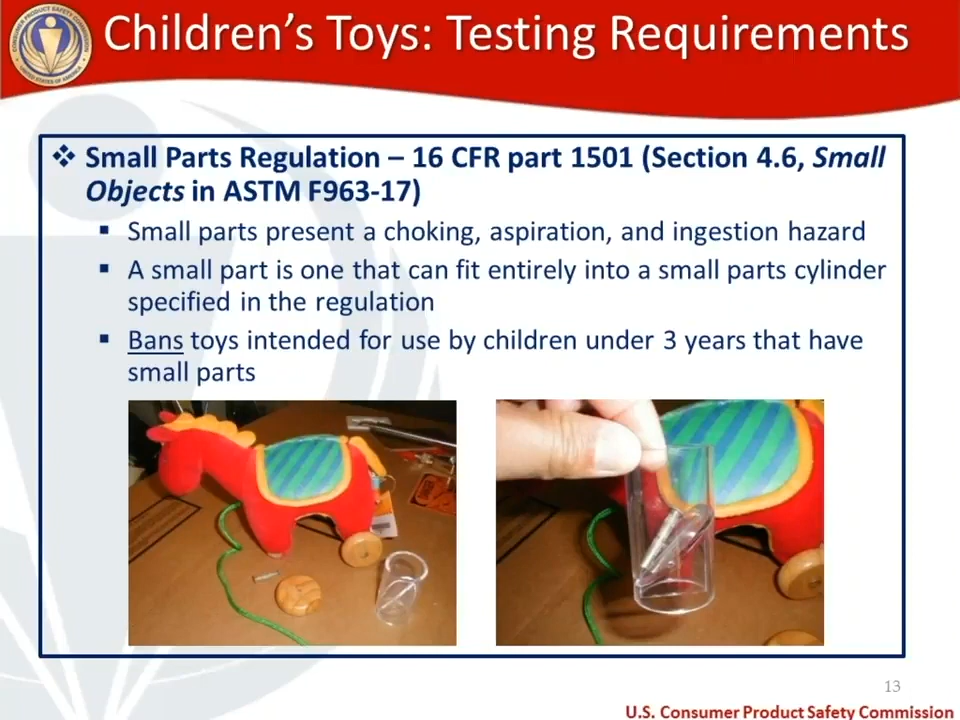 Children's Toys: Testing Requirements
❖ Small Parts Regulation – 16 CFR part 1501 (Section 4.6, Small
Objects in ASTM F963-17)
▪ Small parts present a choking, aspiration, and ingestion hazard
▪ A small part is one that can fit entirely into a small parts cylinder
specified in the regulation
▪ Bans toys intended for use by children under 3 years that have
small parts
13
U.S. Consumer Product Safety Commission